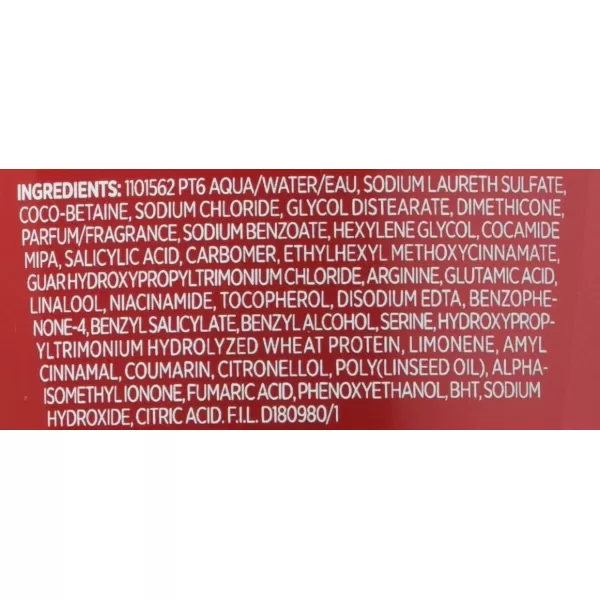 INGREDIENTS: 1101562 PT6 AQUA/WATER/EAU, SODIUM LAURETH SULFATE,
COCO-BETAINE, SODIUM CHLORIDE, GLYCOL DISTEARATE, DIMETHICONE,
PARFUM/FRAGRANCE, SODIUM BENZOATE, HEXYLENE GLYCOL, COCAMIDE
MIPA, SALICYLIC ACID, CARBOMER, ETHYLHEXYL METHOXYCINNAMATE,
GUAR HYDROXYPROPYLTRIMONIUM CHLORIDE, ARGININE, GLUTAMIC ACID,
LINALOOL, NIACINAMIDE, TOCOPHEROL, DISODIUM EDTA, BENZOPHE-
NONE-4, BENZYL SALICYLATE, BENZYL ALCOHOL, SERINE, HYDROXYPROP-
YLTRIMONIUM HYDROLYZED WHEAT PROTEIN, LIMONENE, AMYL
CINNAMAL, COUMARIN, CITRONELLOL, POLY(LINSEED OIL), ALPHA-
ISOMETHYL IONONE, FUMARIC ACID, PHENOXYETHANOL, BHT, SODIUM
HYDROXIDE, CITRIC ACID. F.I.L. D180980/1